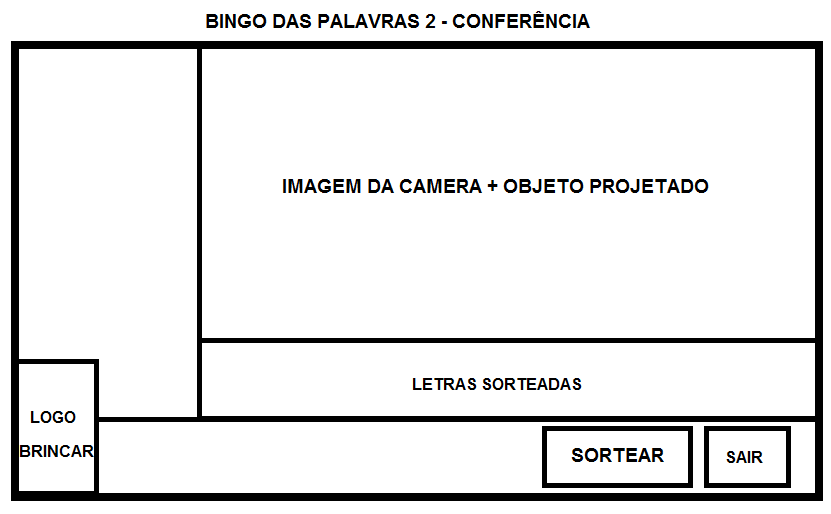 BINGO DAS PALAVRAS 2 - CONFERÊNCIA
IMAGEM DA CAMERA + OBJETO PROJETADO
LETRAS SORTEADAS
LOGO
BRINCAR
SORTEAR
SAIR